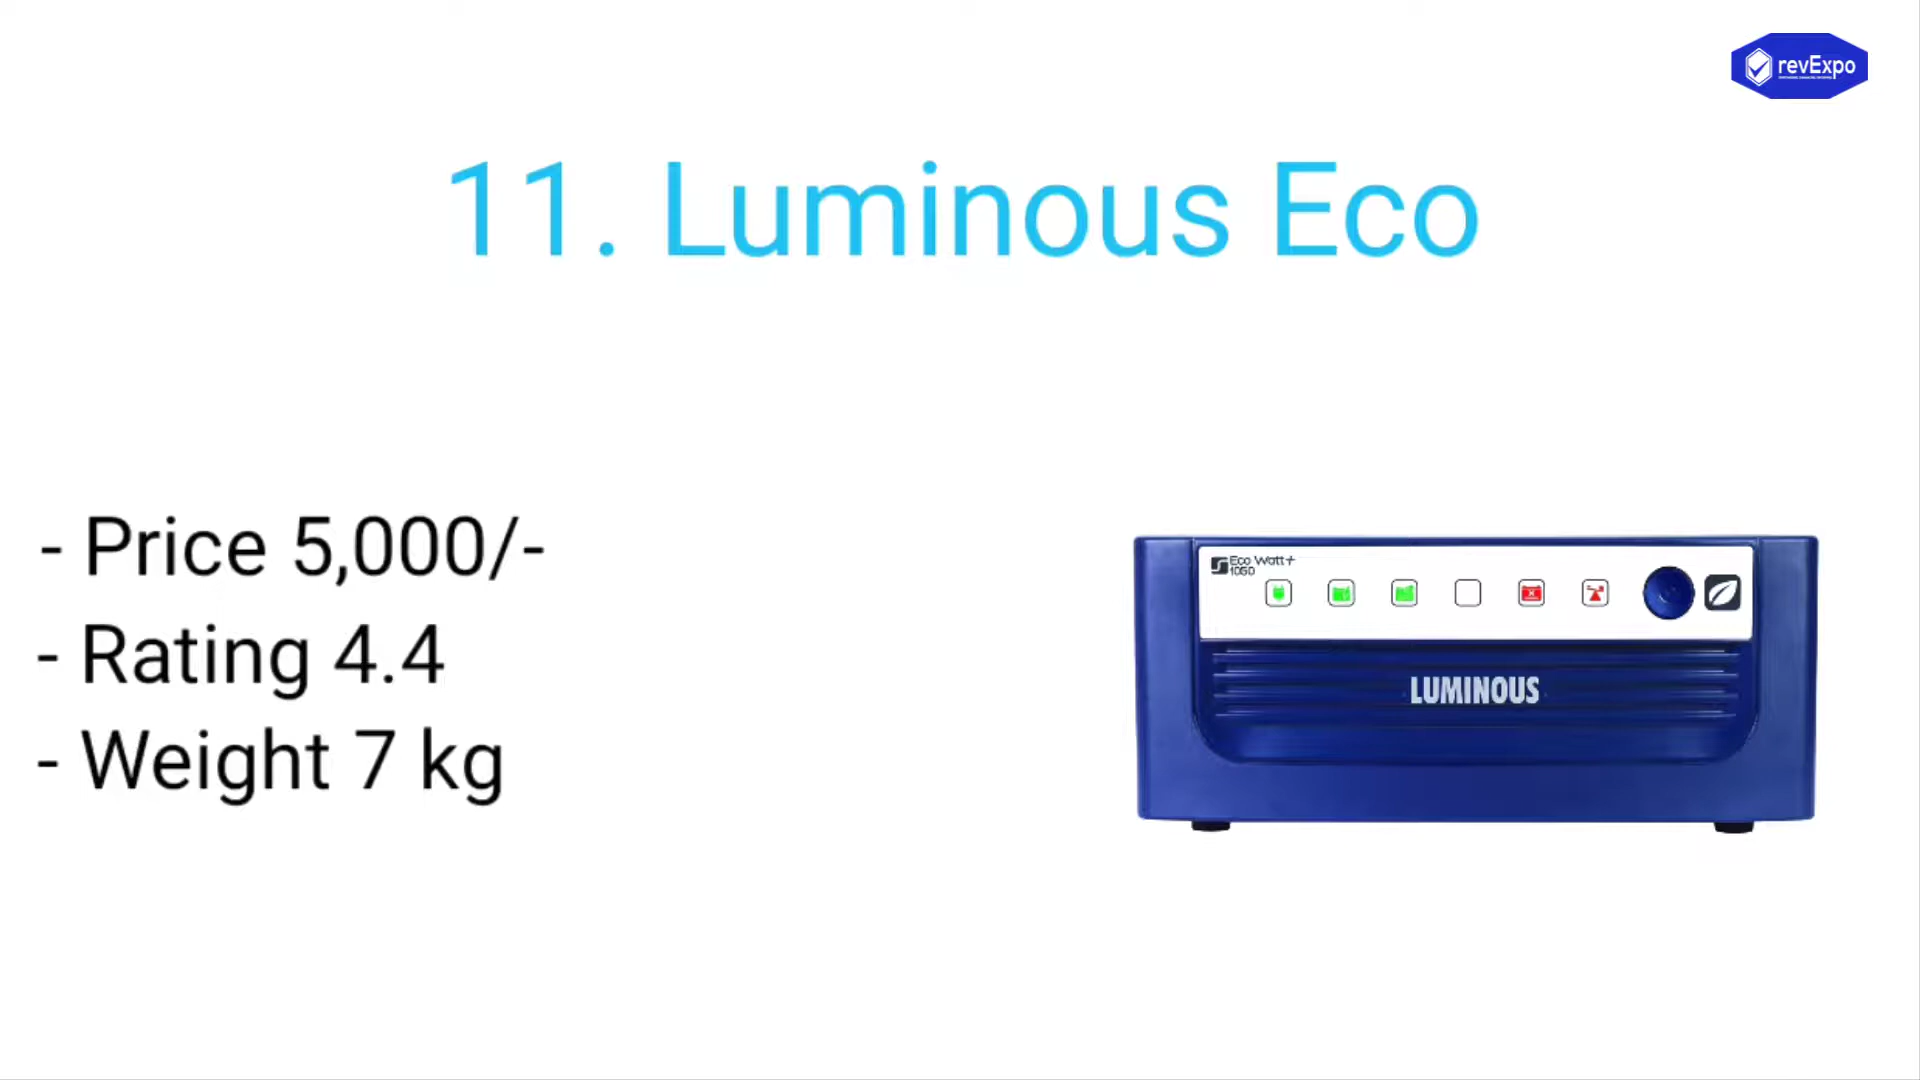 revExpo
11. Luminous Eco
- Price 5,000/-
- Rating 4.4
- Weight 7 kg
Eco Watt+
1050
LUMINOUS